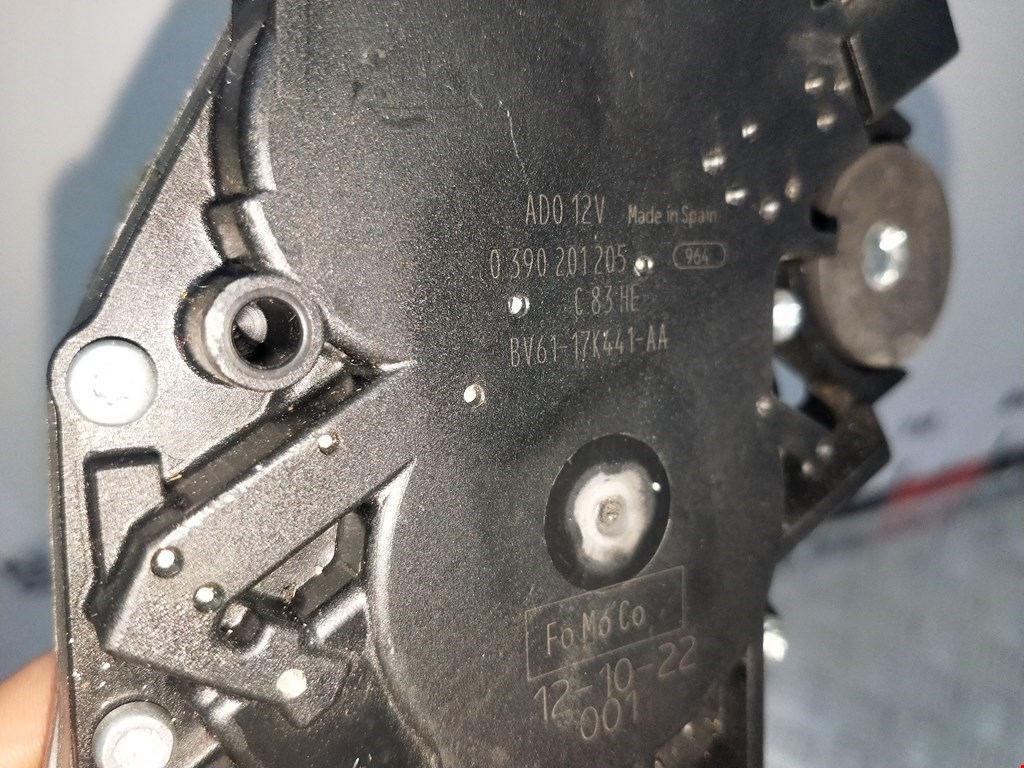 ADO 12V Made in Spain
0 390 201 205 964
C 83 HE
BV61-17K441-AA
FoMoCo
12-10-22
001